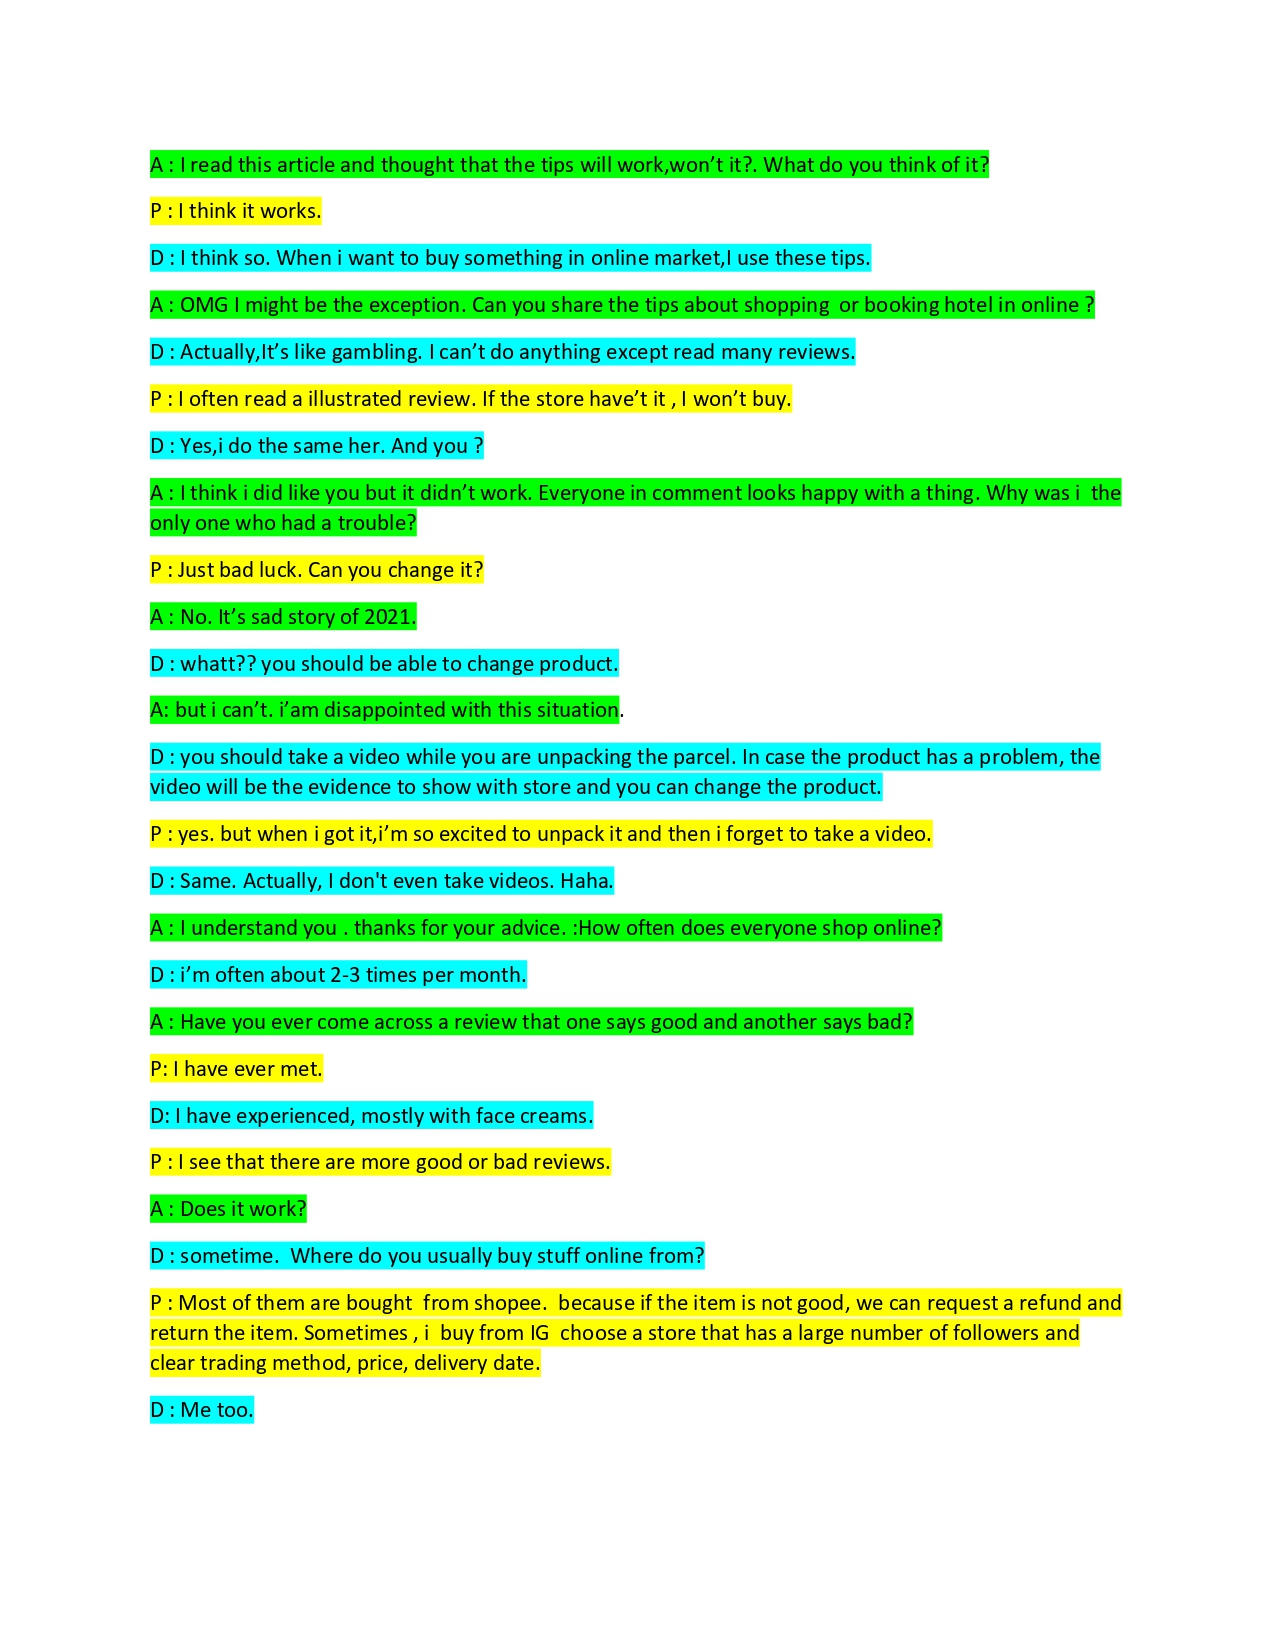 A : I read this article and thought that the tips will work,won’t it?. What do you think of it?
P : I think it works.
D : I think so. When i want to buy something in online market,I use these tips.
A : OMG I might be the exception. Can you share the tips about shopping  or booking hotel in online ?
D : Actually,It’s like gambling. I can’t do anything except read many reviews.
P : I often read a illustrated review. If the store have’t it , I won’t buy.
D : Yes,i do the same her. And you ?
A : I think i did like you but it didn’t work. Everyone in comment looks happy with a thing. Why was i  the
only one who had a trouble?
P : Just bad luck. Can you change it?
A : No. It’s sad story of 2021.
D : whatt?? you should be able to change product.
A: but i can’t. i’am disappointed with this situation.
D : you should take a video while you are unpacking the parcel. In case the product has a problem, the
video will be the evidence to show with store and you can change the product.
P : yes. but when i got it,i’m so excited to unpack it and then i forget to take a video.
D : Same. Actually, I don't even take videos. Haha.
A : I understand you . thanks for your advice. :How often does everyone shop online?
D : i’m often about 2-3 times per month.
A : Have you ever come across a review that one says good and another says bad?
P: I have ever met.
D: I have experienced, mostly with face creams.
P : I see that there are more good or bad reviews.
A : Does it work?
D : sometime.  Where do you usually buy stuff online from?
P : Most of them are bought  from shopee.  because if the item is not good, we can request a refund and
return the item. Sometimes , i  buy from IG  choose a store that has a large number of followers and
clear trading method, price, delivery date.
D : Me too.